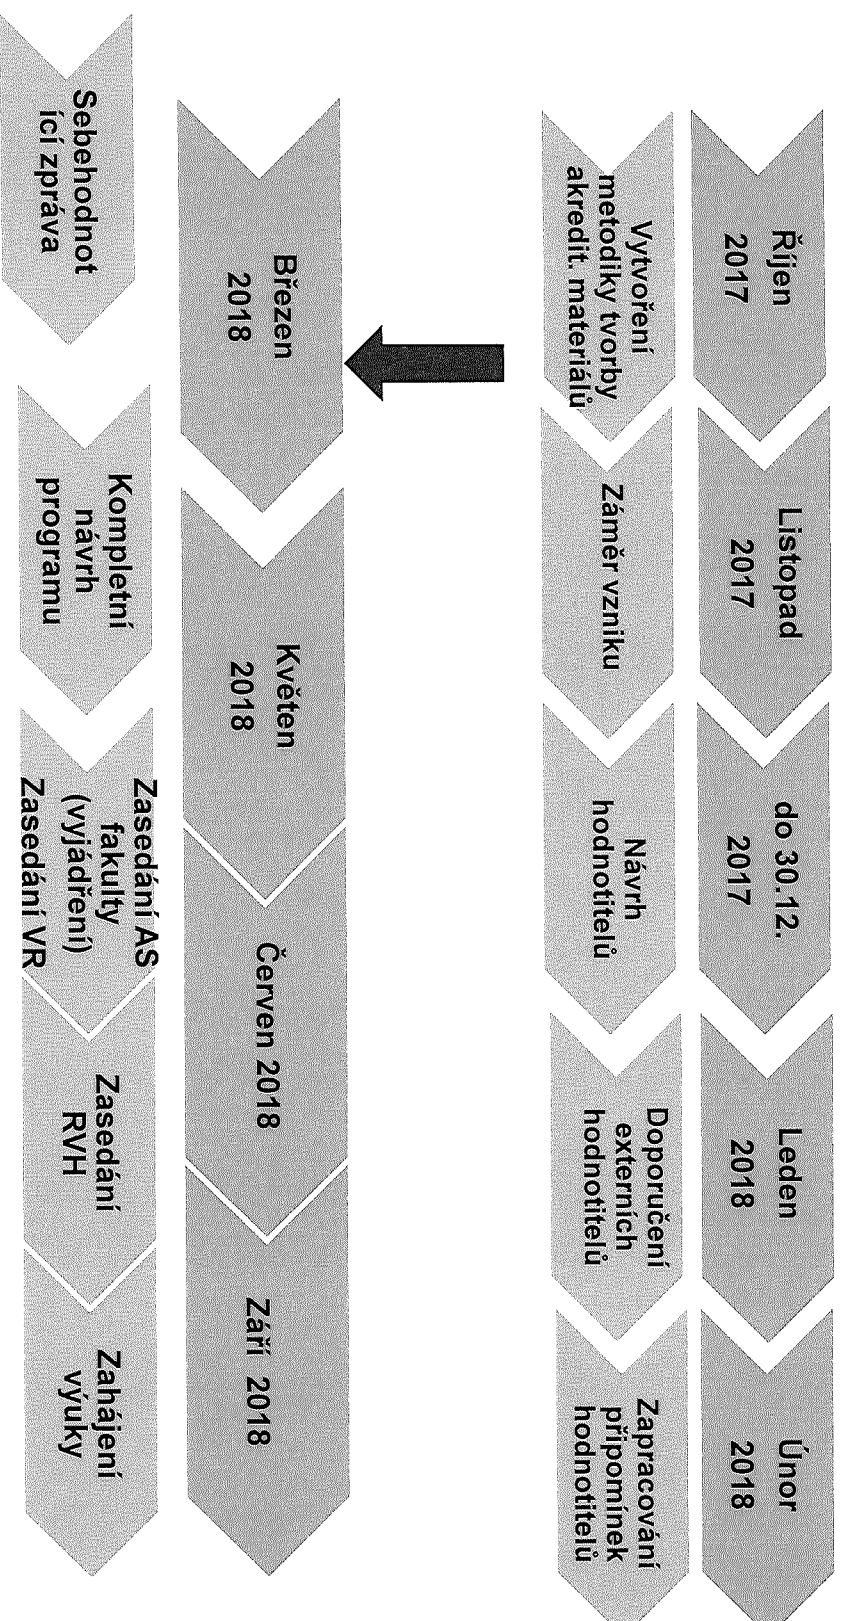 Říjen
2017
Listopad
2017
do 30.12.
2017
Leden
2018
Únor
2018
Vytvoření
metodiky tvorby
akredit. materiálů
Záměr vzniku
Návrh
hodnotitelů
Doporučení
externích
hodnotitelů
Zapracování
připomínek
hodnotitelů
Březen
2018
Květen
2018
Červen 2018
Září 2018
Sebehodnot
ící zpráva
Kompletní
návrh
programu
Zasedání AS
fakulty
(vyjádření)
Zasedání VR
Zasedání
RVH
Zahájení
výuky